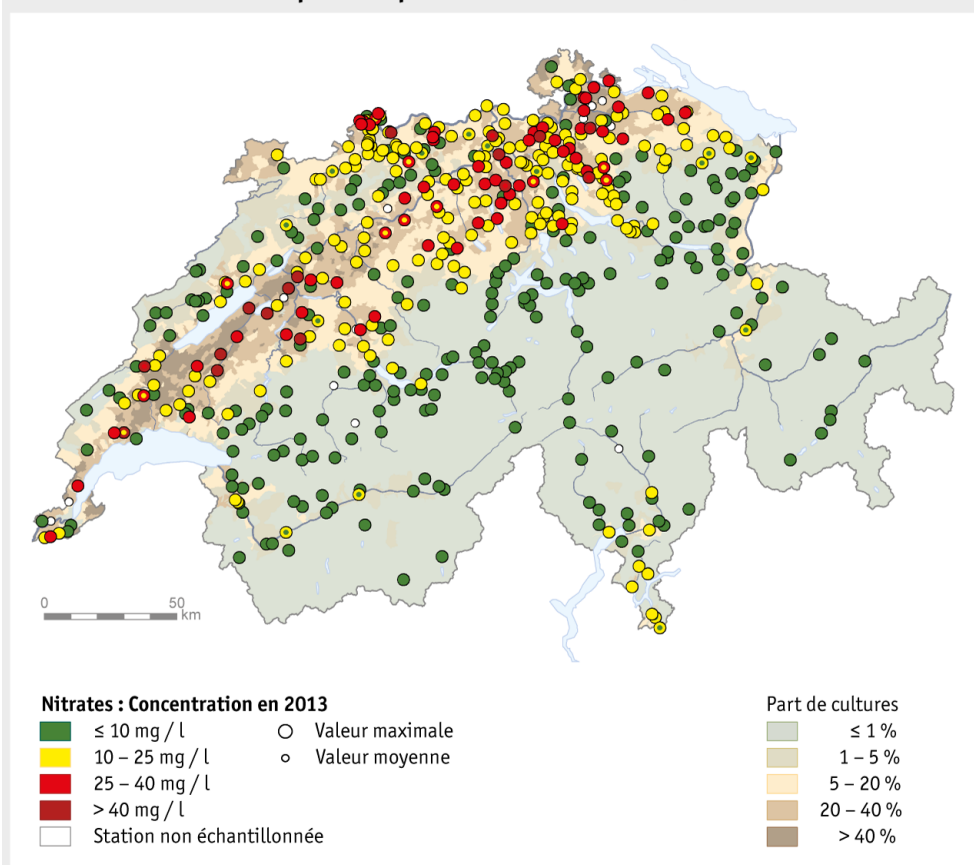 0 50
km
Nitrates : Concentration en 2013
≤ 10 mg / l
10 – 25 mg / l
25 – 40 mg / l
> 40 mg / l
Station non échantillonnée
Valeur maximale
Valeur moyenne
Part de cultures
≤ 1 %
1 – 5 %
5 – 20 %
20 – 40 %
> 40 %